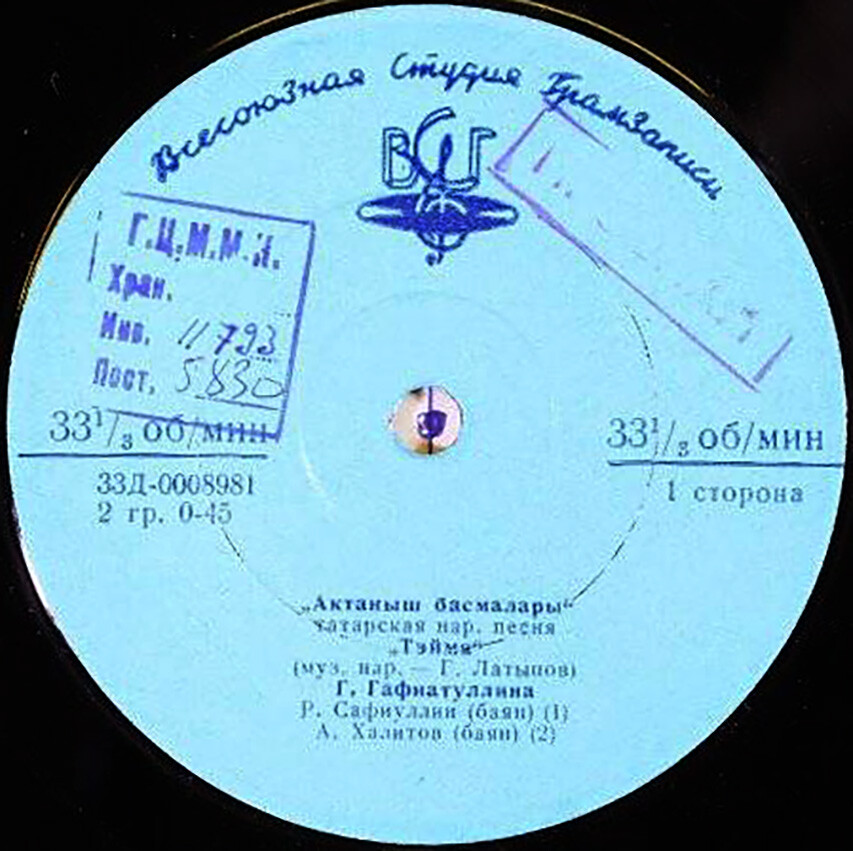 Всесоюзная Студия Грамзаписи
ВСГ
Г.Ц.М.М.К.
Хран.
Инв. 11793
Пост, 5830
33⅓ об/мин
33⅓ об/мин
33Д-0008981
2 гр. 0-45
1 сторона
„Актаныш басмалары“
татарская нар. песня
„Тэймя“
(муз. нар. — Г. Латыпов)
Г. Гафиатуллина
Р. Сафиуллин (баян) (1)
А. Халитов (баян) (2)